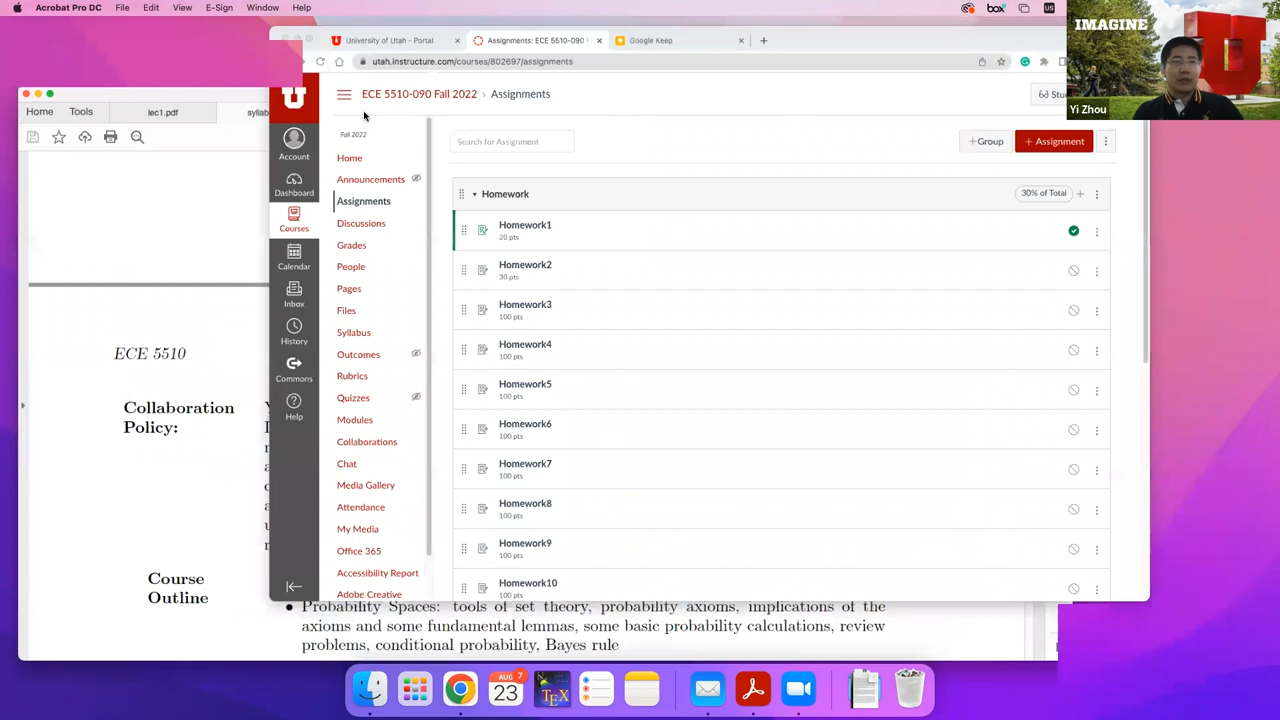 Acrobat Pro DC File Edit View E-Sign Window Help
box
US
University of Utah - Portal
Assignments: ECE 5510-090
Google Keep
utah.instructure.com/courses/802697/assignments
IMAGINE
U
Yi Zhou
Home Tools lec1.pdf
U
ECE 5510-090 Fall 2022 › Assignments
Account
Dashboard
Courses
Calendar
Inbox
History
Commons
Help
Fall 2022
Home
Announcements
Assignments
Discussions
Grades
People
Pages
Files
Syllabus
Outcomes
Rubrics
Quizzes
Modules
Collaborations
Chat
Media Gallery
Attendance
My Media
Office 365
Accessibility Report
Adobe Creative
Search for Assignment
+Group
+ Assignment
Homework
30% of Total
Homework1
20 pts
Homework2
30 pts
Homework3
100 pts
Homework4
100 pts
Homework5
100 pts
Homework6
100 pts
Homework7
100 pts
Homework8
100 pts
Homework9
100 pts
Homework10
100 pts
ECE 5510
Collaboration
Policy:
Course
Outline
• Probability Spaces: tools of set theory, probability axioms, implications of the
axioms and some fundamental lemmas, some basic probability calculations, review
problems, conditional probability, Bayes rule
AUG
7
23
TEX